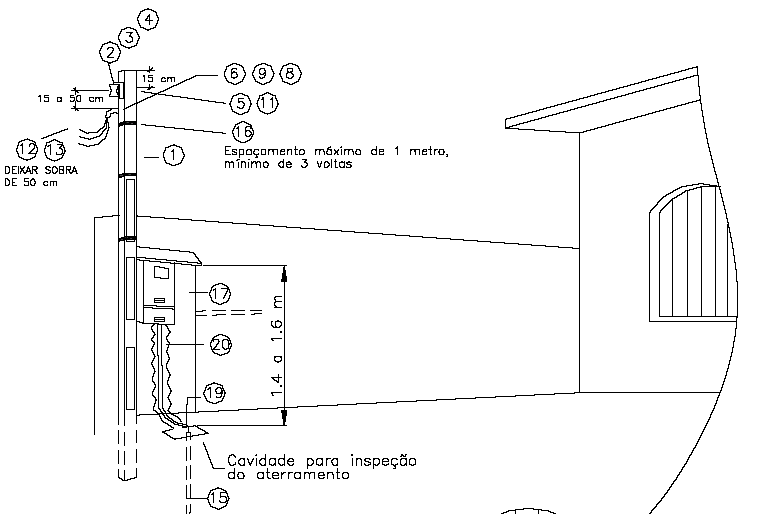 4
3
2
15 cm
6 9 8
15 a 50 cm
5 11
16
Espaçamento máximo de 1 metro,
mínimo de 3 voltas
12 13
1
DEIXAR SOBRA
DE 50 cm
17
1.4 a 1.6 m
20
19
Cavidade para inspeção
do aterramento
15